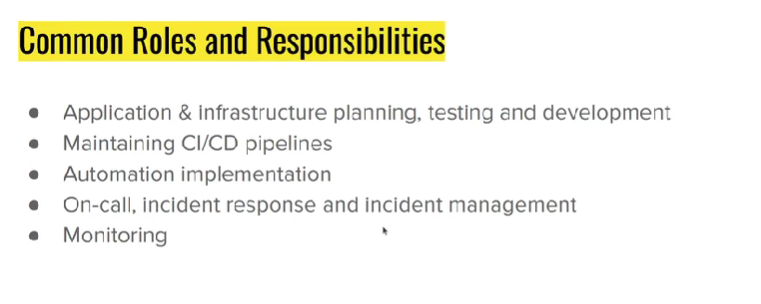 Common Roles and Responsibilities
● Application & infrastructure planning, testing and development
● Maintaining CI/CD pipelines
● Automation implementation
● On-call, incident response and incident management
● Monitoring